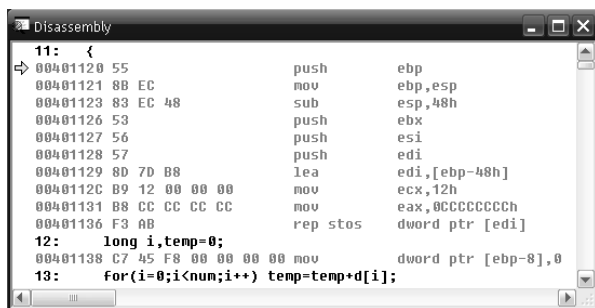 Disassembly
11: {
00401120 55 push ebp
00401121 8B EC mov ebp,esp
00401123 83 EC 48 sub esp,48h
00401126 53 push ebx
00401127 56 push esi
00401128 57 push edi
00401129 8D 7D B8 lea edi,[ebp-48h]
0040112C B9 12 00 00 00 mov ecx,12h
00401131 B8 CC CC CC CC mov eax,0CCCCCCCCh
00401136 F3 AB rep stos dword ptr [edi]
12: long i,temp=0;
00401138 C7 45 F8 00 00 00 00 mov dword ptr [ebp-8],0
13: for(i=0;i<num;i++) temp=temp+d[i];